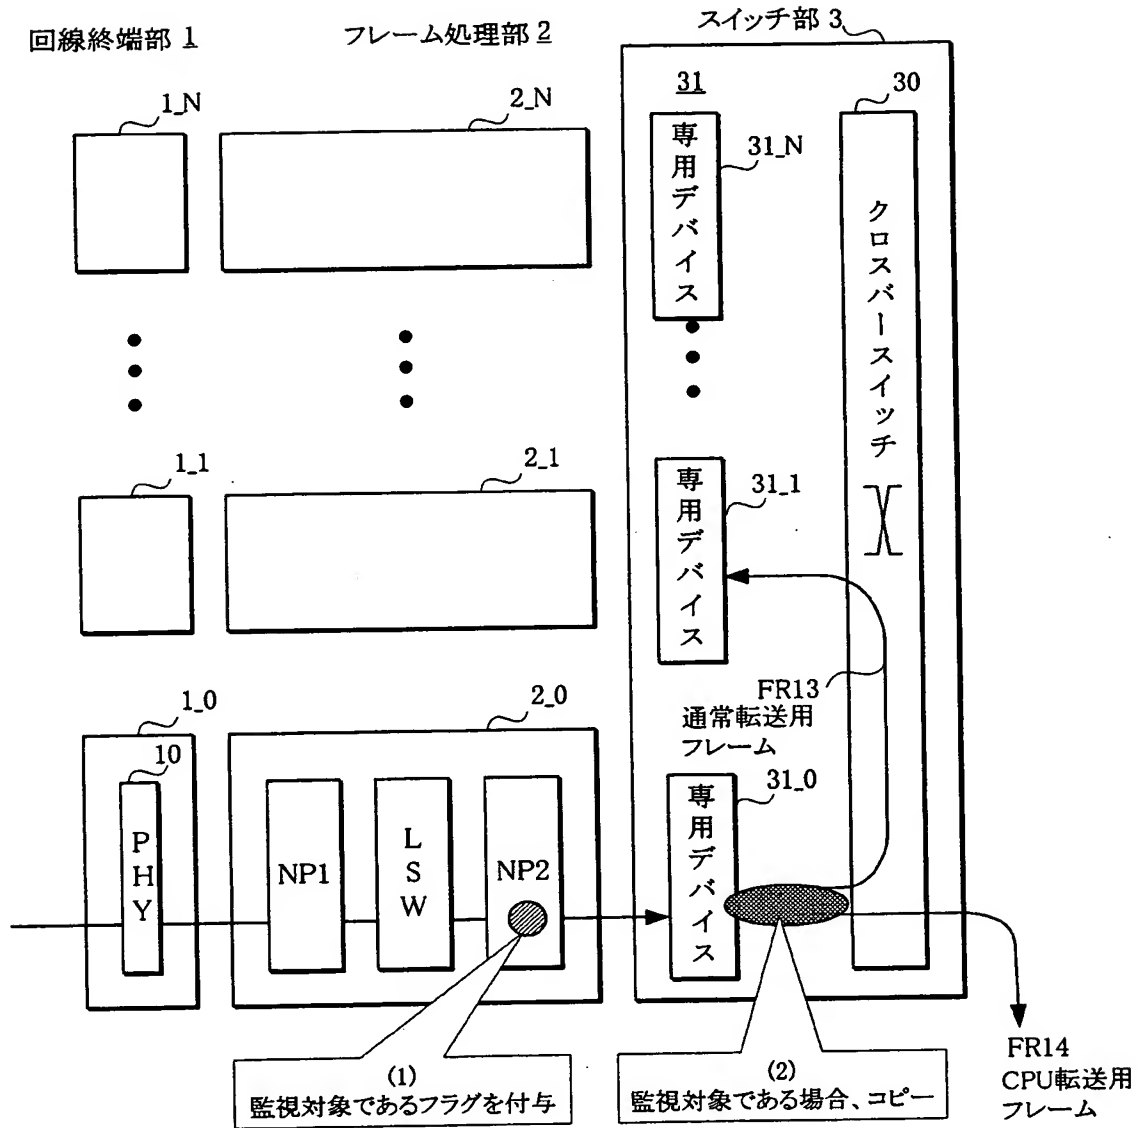 回線終端部 1
フレーム処理部 2
スイッチ部 3
1_N
2_N
31
30
専用デバイス
31_N
クロスバースイッチ
1_1
2_1
専用デバイス
31_1
FR13
通常転送用
フレーム
1_0
10
PHY
2_0
NP1
LSW
NP2
専用デバイス
31_0
(1)
監視対象であるフラグを付与
(2)
監視対象である場合、コピー
FR14
CPU転送用
フレーム